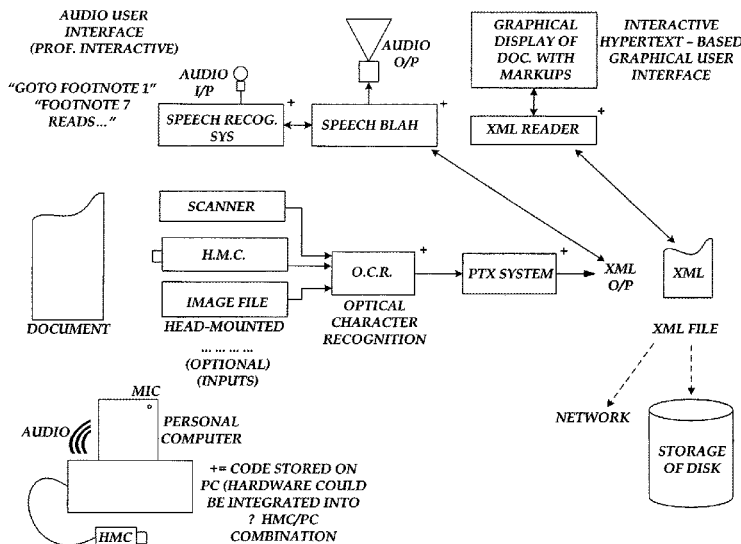 AUDIO USER
INTERFACE
(PROF. INTERACTIVE)
"GOTO FOOTNOTE 1"
"FOOTNOTE 7
READS..."
AUDIO
I/P
+
SPEECH RECOG.
SYS
AUDIO
O/P
+
SPEECH BLAH
GRAPHICAL
DISPLAY OF
DOC. WITH
MARKUPS
+
XML READER
INTERACTIVE
HYPERTEXT – BASED
GRAPHICAL USER
INTERFACE
DOCUMENT
SCANNER
H.M.C.
IMAGE FILE
HEAD-MOUNTED
... ... ... ...
(OPTIONAL)
(INPUTS)
+
O.C.R.
OPTICAL
CHARACTER
RECOGNITION
+
PTX SYSTEM
XML
O/P
XML
XML FILE
NETWORK
STORAGE
OF DISK
MIC
AUDIO
PERSONAL
COMPUTER
HMC
+= CODE STORED ON
PC (HARDWARE COULD
BE INTEGRATED INTO
? HMC/PC
COMBINATION